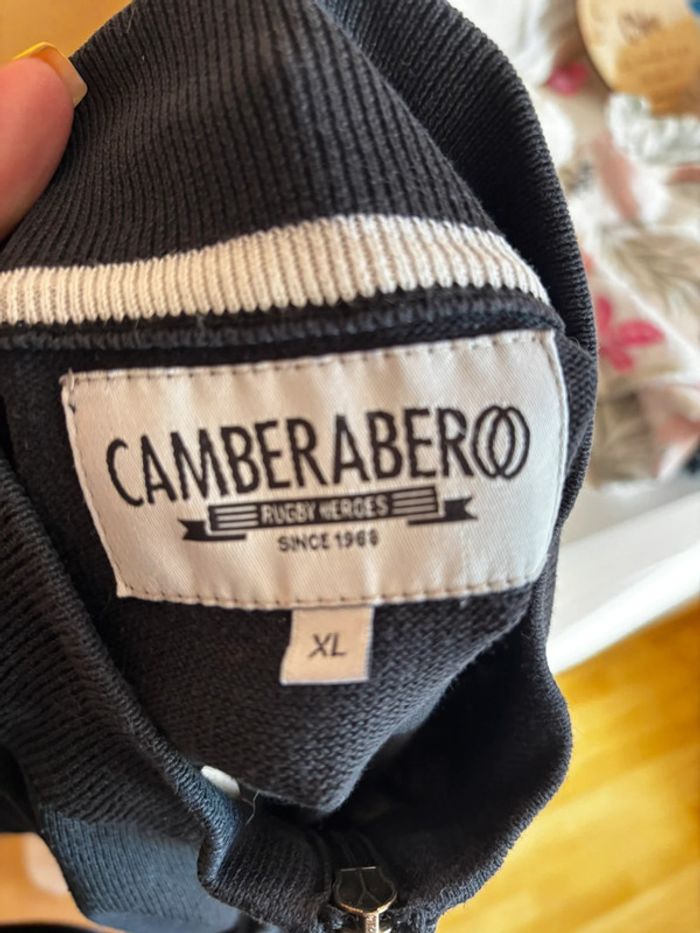 CAMBERABERO
RUGBY HEROES
SINCE 1968
XL